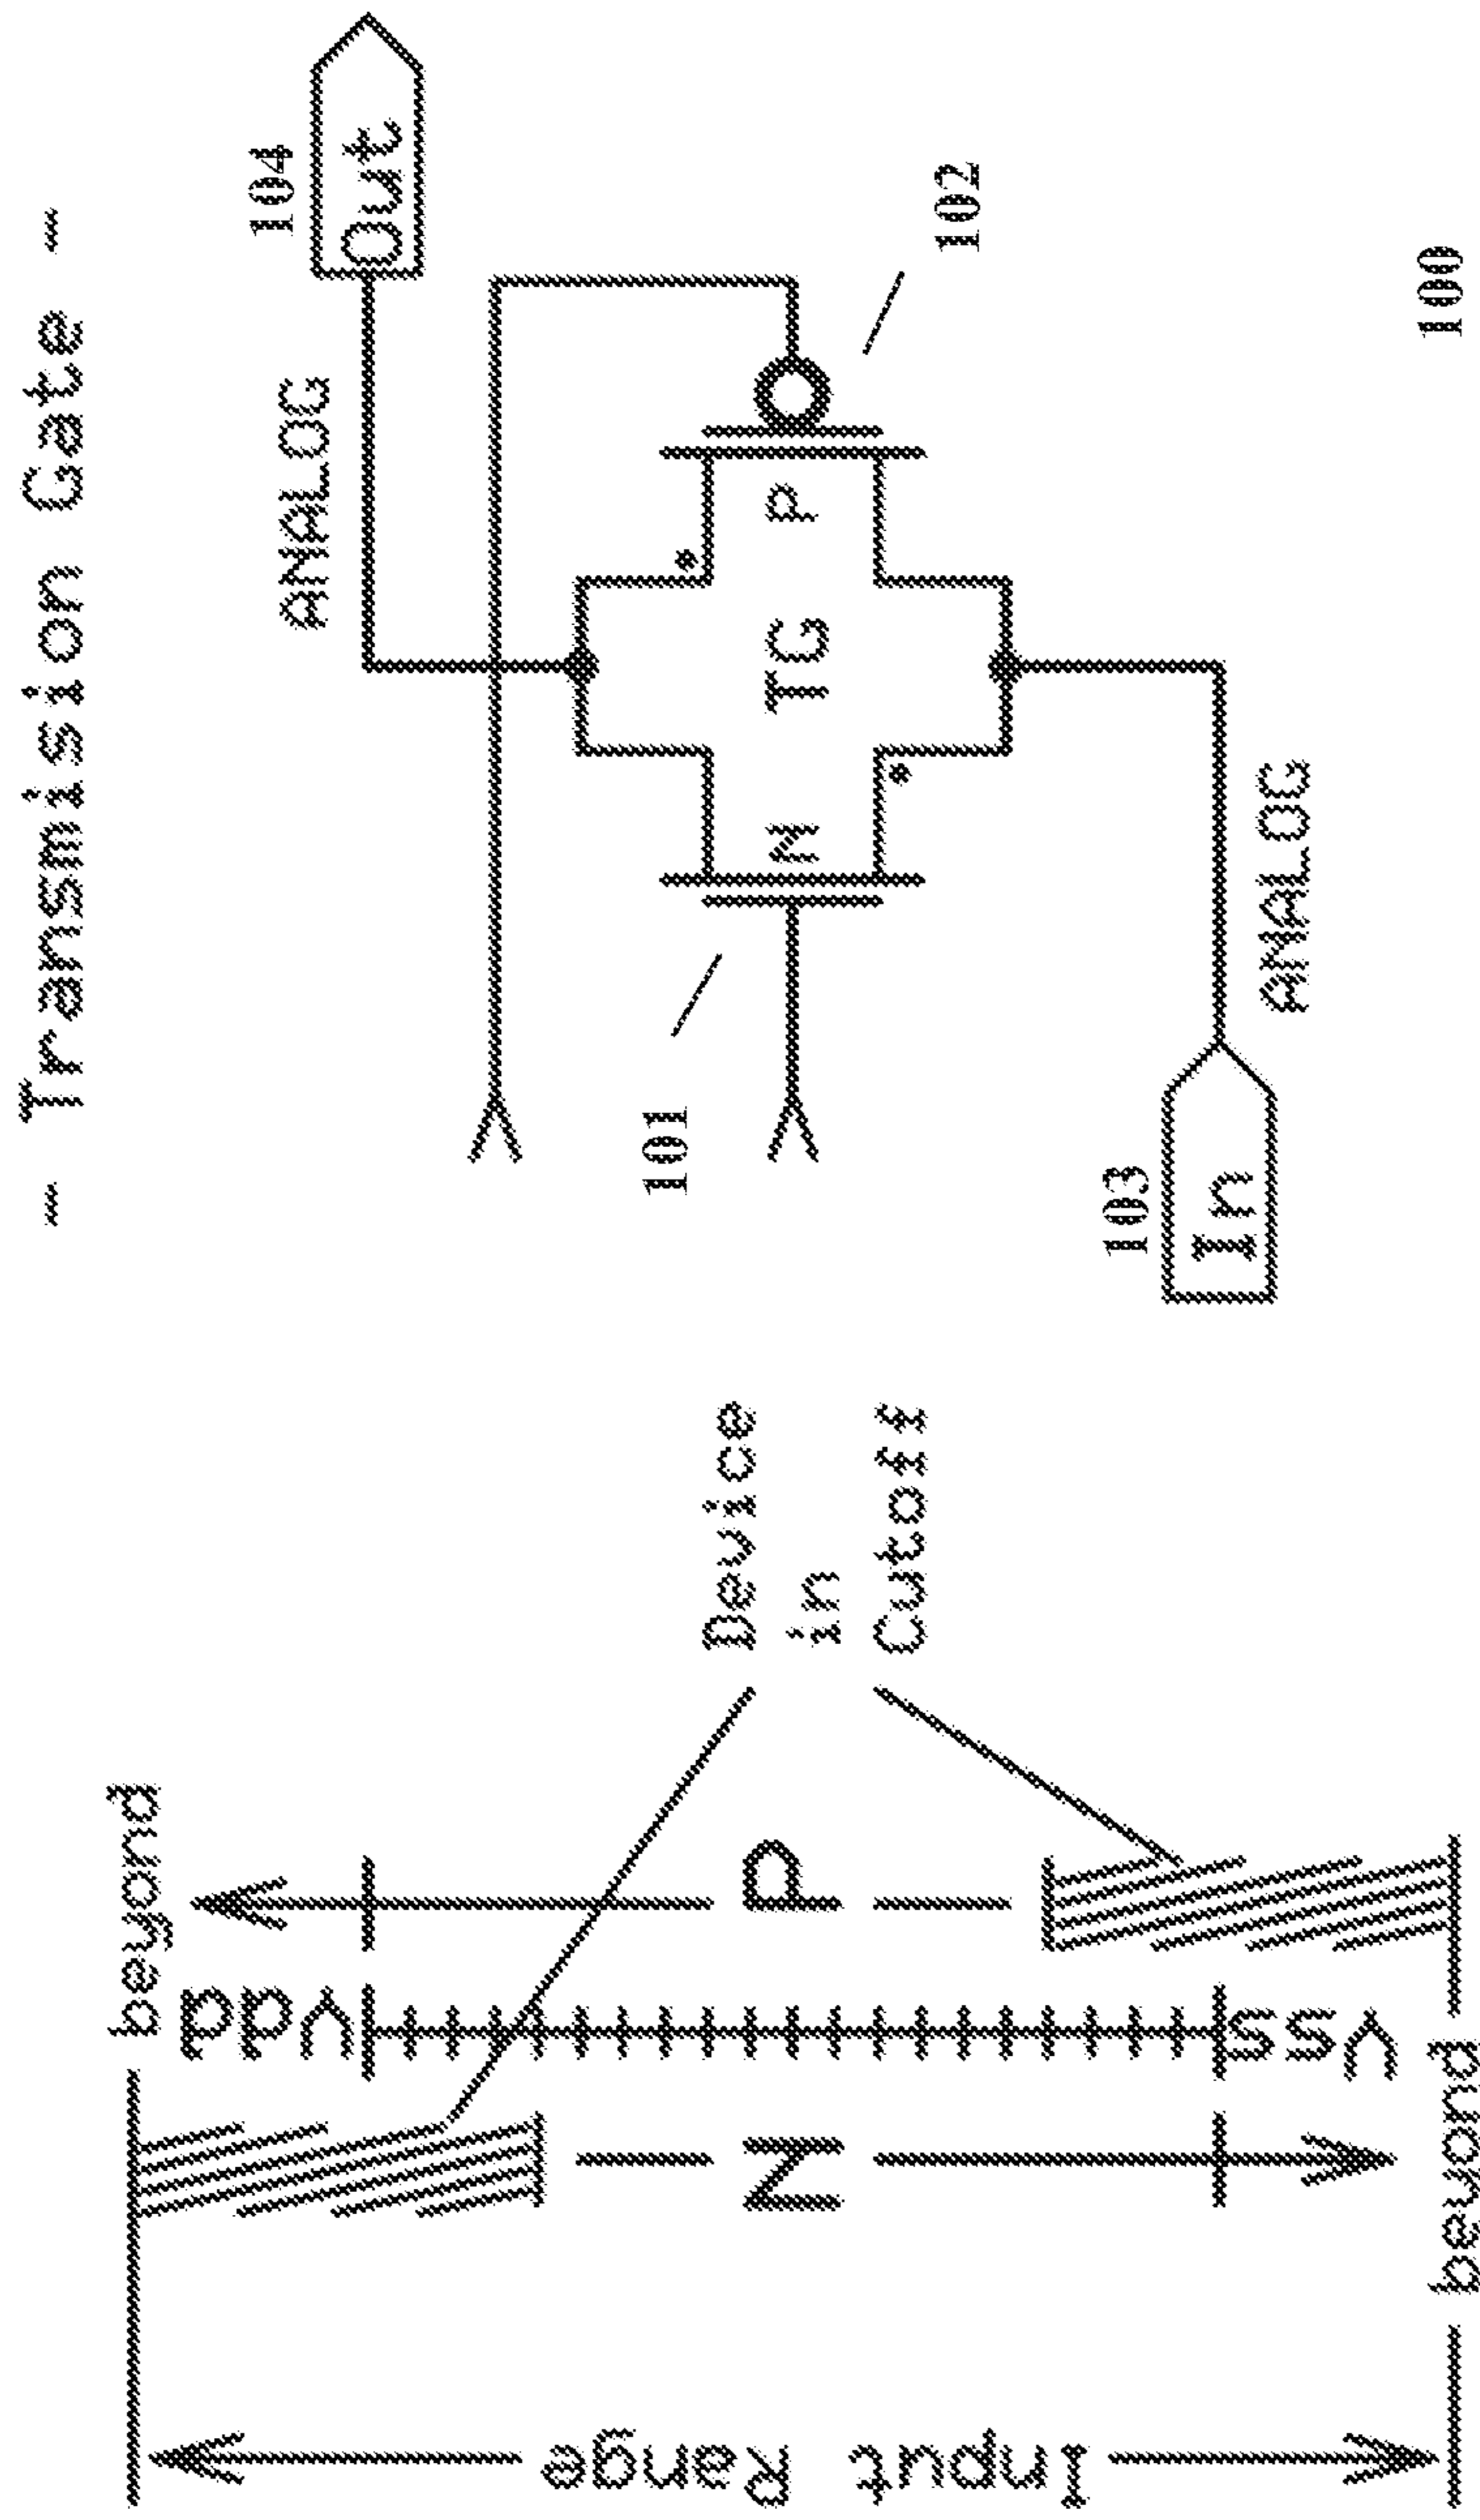 - Transmission Gate -
104
Out
ANALOG
102
N TG P
101
103
In
ANALOG
100
beyond
Vdd
P
N
Vss
beyond
Device
in
Cutoff
Input Range